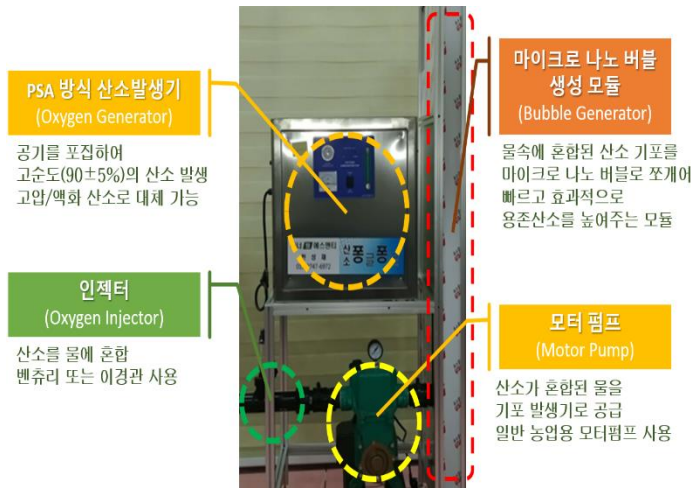 PSA 방식 산소발생기
(Oxygen Generator)
공기를 포집하여
고순도(90±5%)의 산소 발생
고압/액화 산소로 대체 가능
인젝터
(Oxygen Injector)
산소를 물에 혼합
벤츄리 또는 이경관 사용
에스엔티
산소
퐁퐁
마이크로 나노 버블
생성 모듈
(Bubble Generator)
물속에 혼합된 산소 기포를
마이크로 나노 버블로 쪼개어
빠르고 효과적으로
용존산소를 높여주는 모듈
모터 펌프
(Motor Pump)
산소가 혼합된 물을
기포 발생기로 공급
일반 농업용 모터펌프 사용